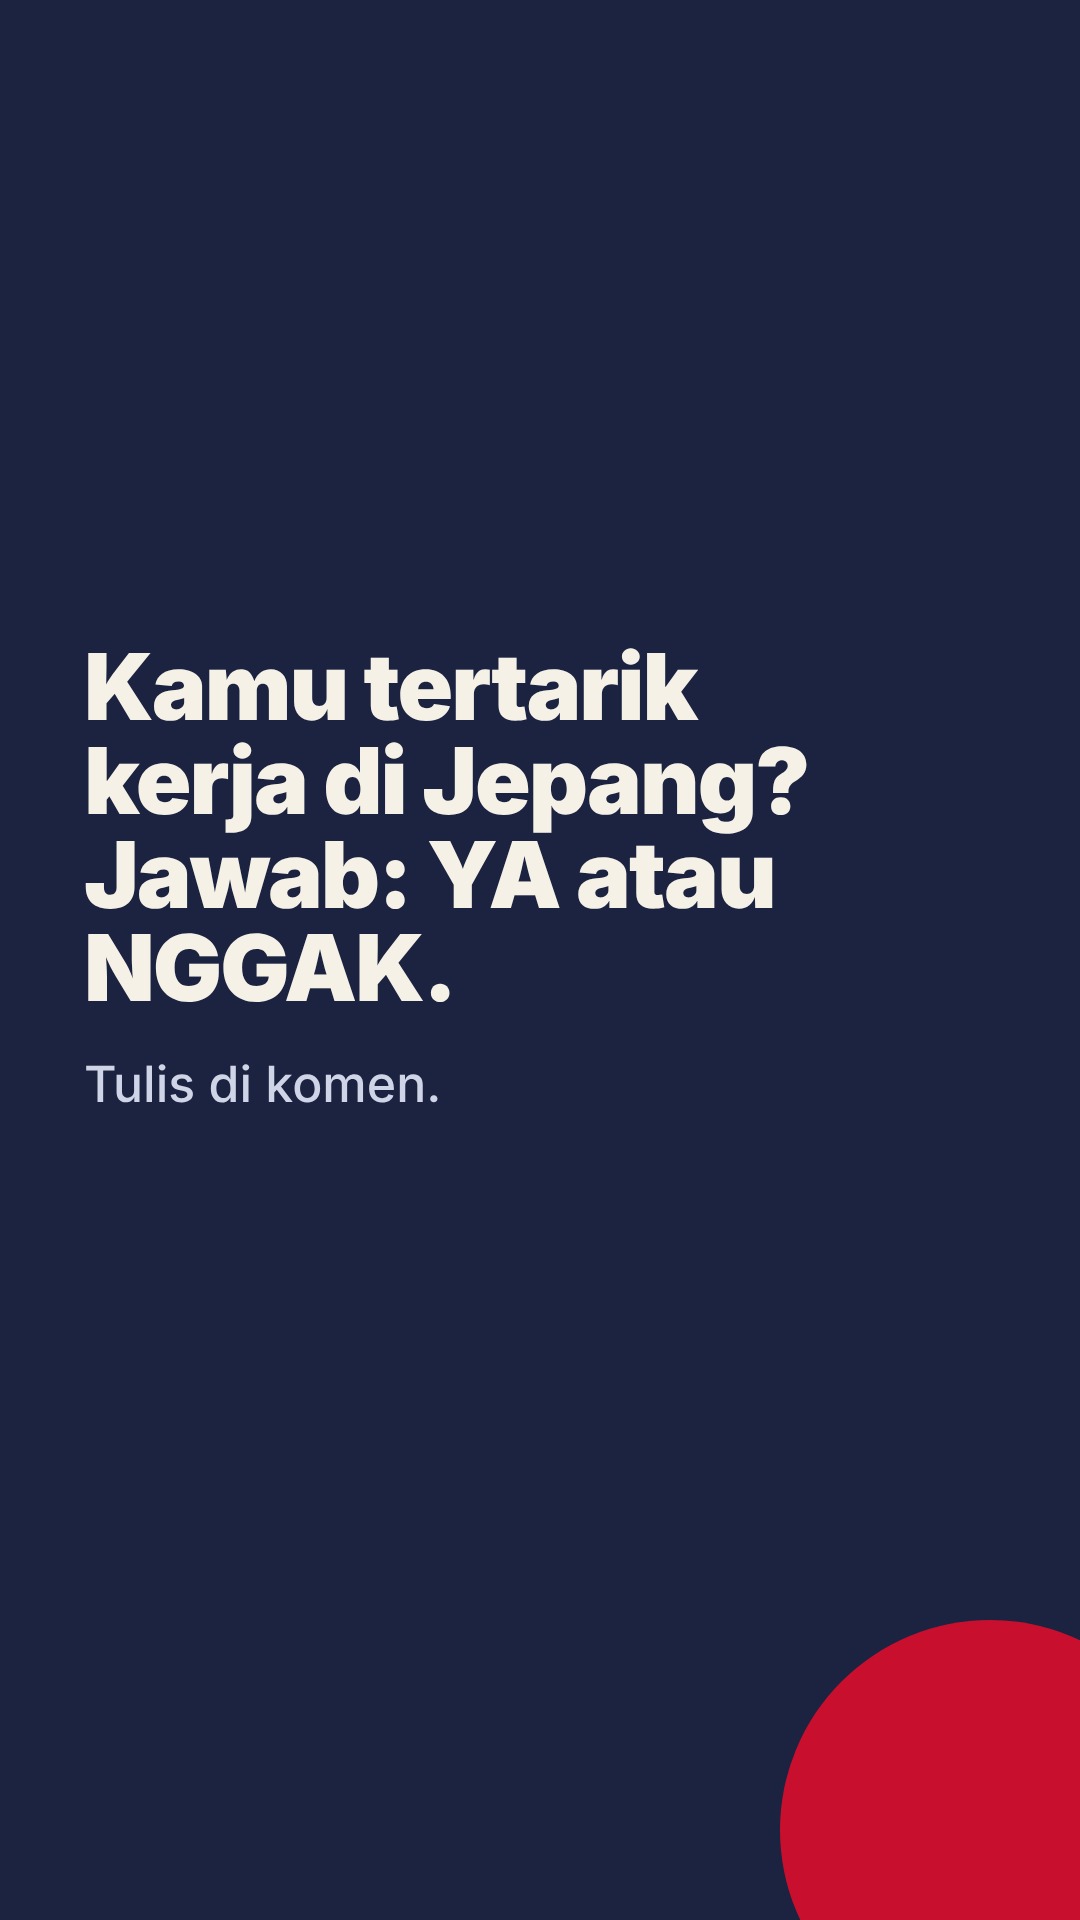 Kamu tertarik
kerja di Jepang?
Jawab: YA atau
NGGAK.
Tulis di komen.